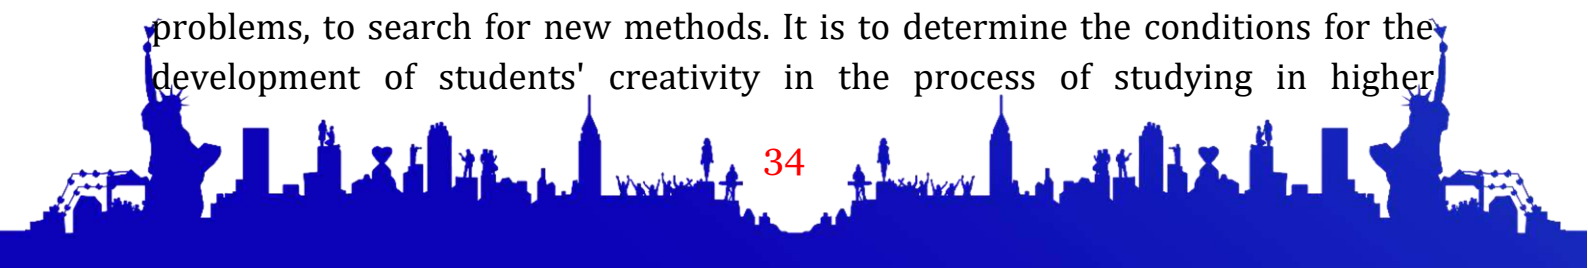 problems, to search for new methods. It is to determine the conditions for the
development of students' creativity in the process of studying in higher
34